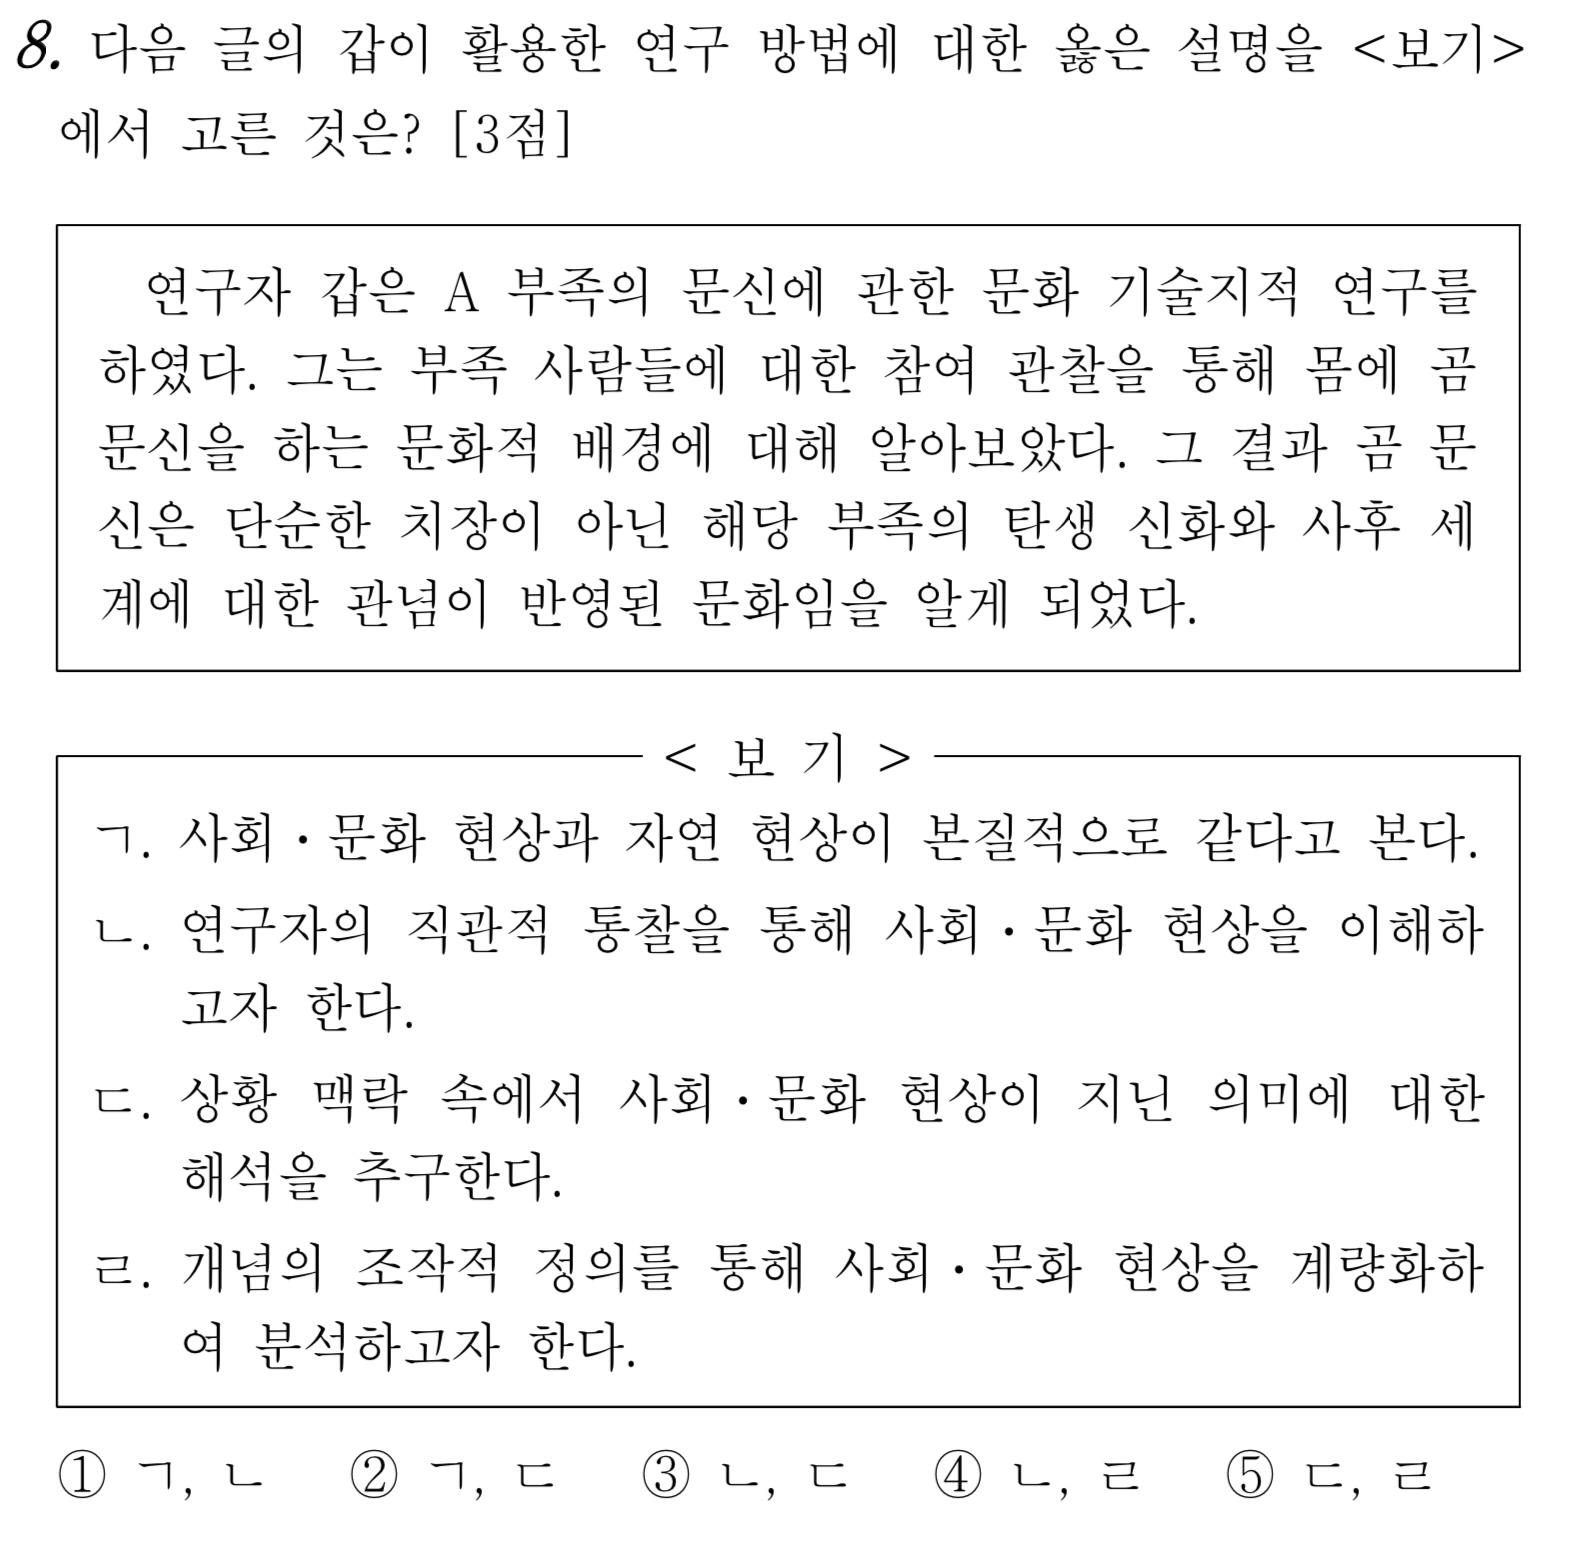 8. 다음 글의 갑이 활용한 연구 방법에 대한 옳은 설명을 <보기>
에서 고른 것은? [3점]
연구자 갑은 A 부족의 문신에 관한 문화 기술지적 연구를
하였다. 그는 부족 사람들에 대한 참여 관찰을 통해 몸에 곰
문신을 하는 문화적 배경에 대해 알아보았다. 그 결과 곰 문
신은 단순한 치장이 아닌 해당 부족의 탄생 신화와 사후 세
계에 대한 관념이 반영된 문화임을 알게 되었다.
< 보 기 >
ㄱ. 사회·문화 현상과 자연 현상이 본질적으로 같다고 본다.
ㄴ. 연구자의 직관적 통찰을 통해 사회·문화 현상을 이해하
고자 한다.
ㄷ. 상황 맥락 속에서 사회·문화 현상이 지닌 의미에 대한
해석을 추구한다.
ㄹ. 개념의 조작적 정의를 통해 사회·문화 현상을 계량화하
여 분석하고자 한다.
① ㄱ, ㄴ ② ㄱ, ㄷ ③ ㄴ, ㄷ ④ ㄴ, ㄹ ⑤ ㄷ, ㄹ